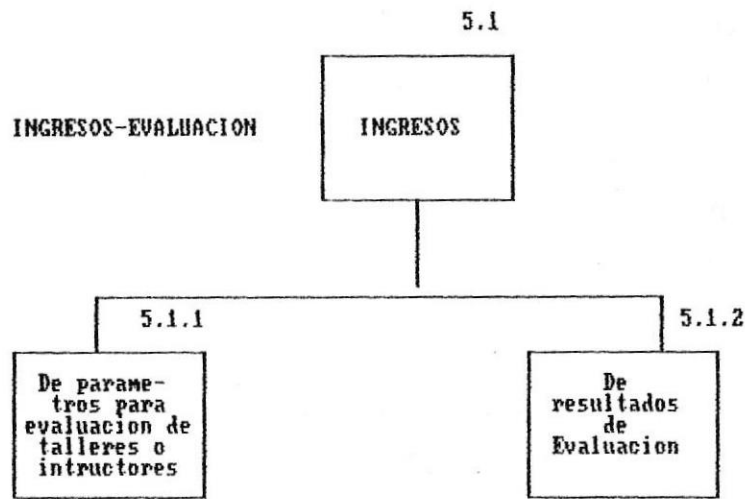 5.1
INGRESOS-EVALUACION
INGRESOS
5.1.1
5.1.2
De parame-
tros para
evaluacion de
talleres o
intructores
De
resultados
de
Evaluacion